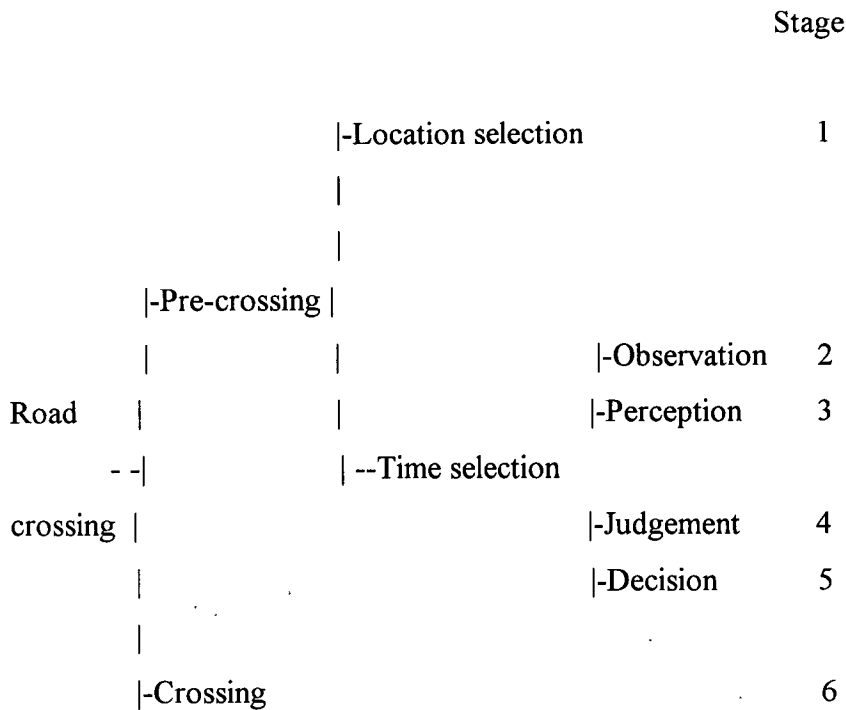 Stage
|-Location selection 1
|
|
|-Pre-crossing |
| | |-Observation 2
Road | | |-Perception 3
- -| | --Time selection
crossing | |-Judgement 4
| |-Decision 5
|
|-Crossing 6